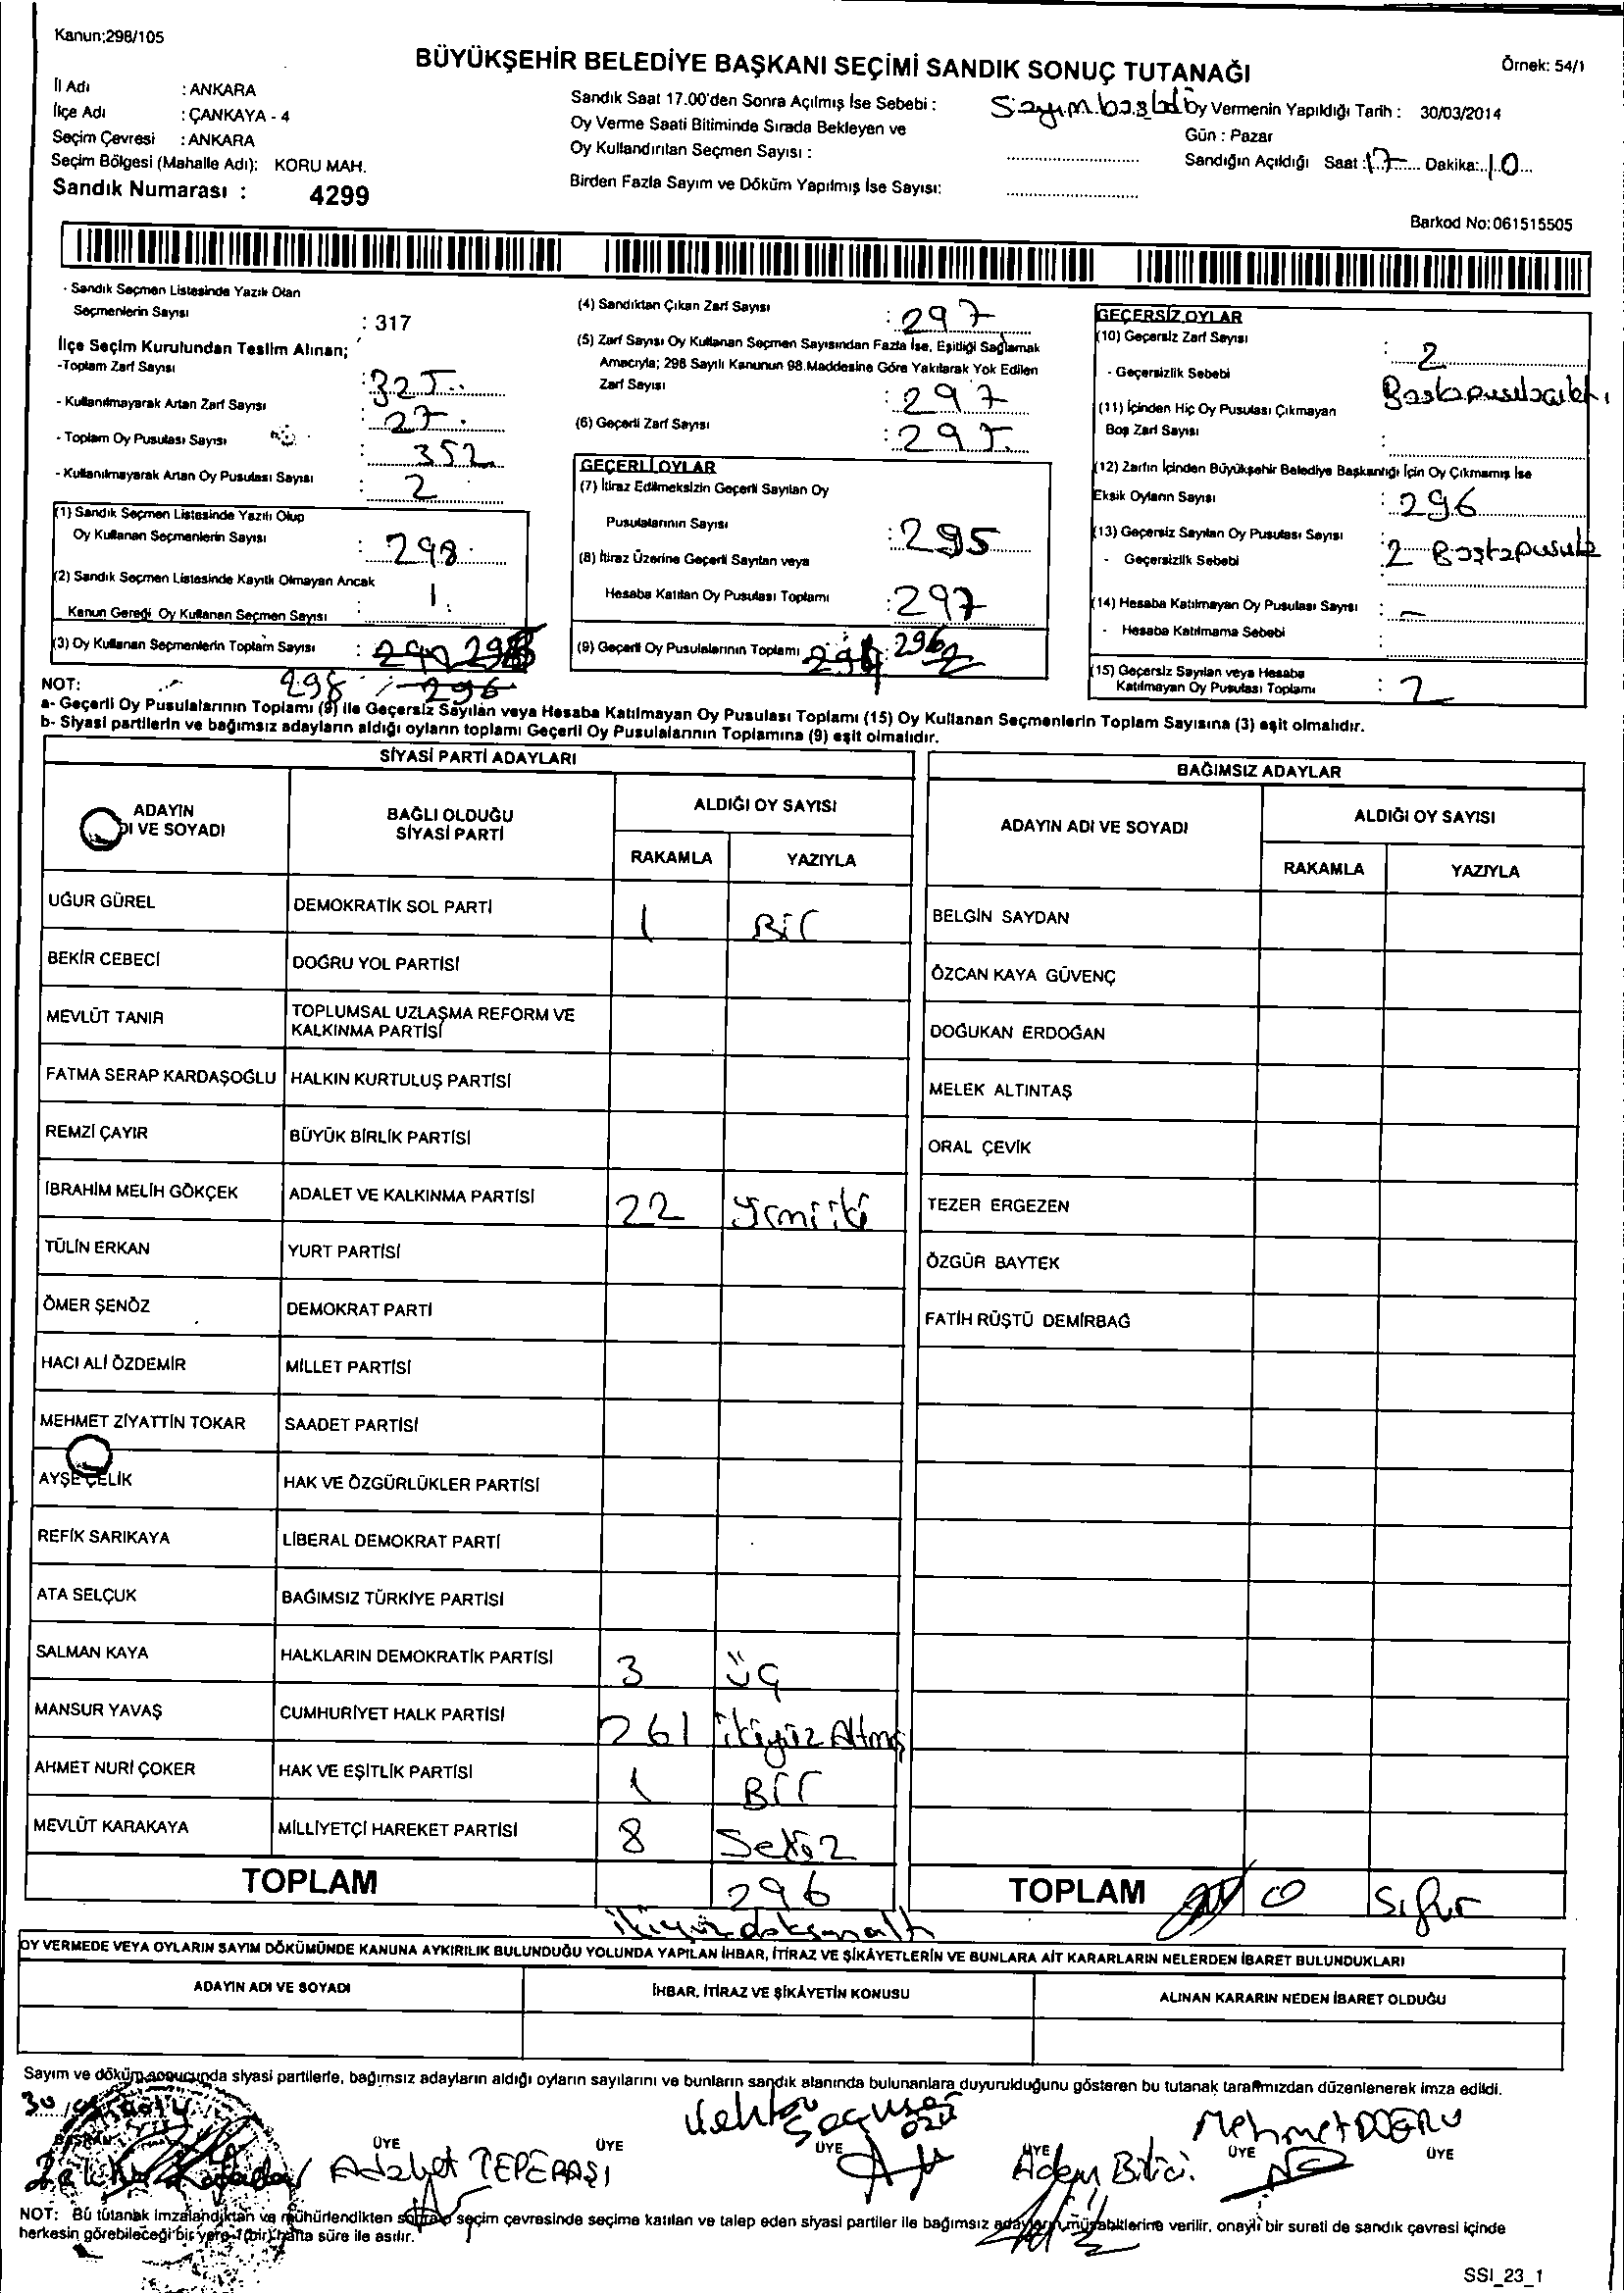 Kanun:298/105
BÜYÜKŞEHİR BELEDİYE BAŞKANI SEÇİMİ SANDIK SONUÇ TUTANAĞI
Örnek: 54/1
İl Adı : ANKARA
İlçe Adı : ÇANKAYA - 4
Seçim Çevresi : ANKARA
Seçim Bölgesi (Mahalle Adı): KORU MAH.
Sandık Numarası : 4299
Sandık Saat 17.00'den Sonra Açılmış İse Sebebi :
Oy Verme Saati Bitiminde Sırada Bekleyen ve
Oy Kullandırılan Seçmen Sayısı :
Birden Fazla Sayım ve Döküm Yapılmış İse Sayısı:
Oy Vermenin Yapıldığı Tarih : 30/03/2014
Gün : Pazar
Sandığın Açıldığı Saat : 17 Dakika: 10
Barkod No:061515505
- Sandık Seçmen Listesinde Yazılı Olan
Seçmenlerin Sayısı : 317
İlçe Seçim Kurulundan Teslim Alınan;
-Toplam Zarf Sayısı : 325
- Kullanılmayarak Artan Zarf Sayısı : 27
- Toplam Oy Pusulası Sayısı : 352
- Kullanılmayarak Artan Oy Pusulası Sayısı : 2
(1) Sandık Seçmen Listesinde Yazılı Olup
Oy Kullanan Seçmenlerin Sayısı : 298
(2) Sandık Seçmen Listesinde Kayıtlı Olmayan Ancak
Kanun Gereği Oy Kullanan Seçmen Sayısı : 1
(3) Oy Kullanan Seçmenlerin Toplam Sayısı :
298 296
(4) Sandıktan Çıkan Zarf Sayısı : 297
(5) Zarf Sayısı Oy Kullanan Seçmen Sayısından Fazla İse, Eşitliği Sağlamak
Amacıyla; 298 Sayılı Kanunun 98.Maddesine Göre Yakılarak Yok Edilen
Zarf Sayısı : 297
(6) Geçerli Zarf Sayısı : 295
GEÇERLİ OYLAR
(7) İtiraz Edilmeksizin Geçerli Sayılan Oy
Pusulalarının Sayısı : 295
(8) İtiraz Üzerine Geçerli Sayılan veya
Hesaba Katılan Oy Pusulası Toplamı : 297
(9) Geçerli Oy Pusulalarının Toplamı : 296
GEÇERSİZ OYLAR
(10) Geçersiz Zarf Sayısı : 2
- Geçersizlik Sebebi
(11) İçinden Hiç Oy Pusulası Çıkmayan
Boş Zarf Sayısı :
(12) Zarfın İçinden Büyükşehir Belediye Başkanlığı İçin Oy Çıkmamış İse
Eksik Oyların Sayısı : 296
(13) Geçersiz Sayılan Oy Pusulası Sayısı : 2
- Geçersizlik Sebebi
(14) Hesaba Katılmayan Oy Pusulası Sayısı : -
- Hesaba Katılmama Sebebi :
(15) Geçersiz Sayılan veya Hesaba
Katılmayan Oy Pusulası Toplamı : 2
NOT:
a- Geçerli Oy Pusulalarının Toplamı (9) ile Geçersiz Sayılan veya Hesaba Katılmayan Oy Pusulası Toplamı (15) Oy Kullanan Seçmenlerin Toplam Sayısına (3) eşit olmalıdır.
b- Siyasi partilerin ve bağımsız adayların aldığı oyların toplamı Geçerli Oy Pusulalarının Toplamına (9) eşit olmalıdır.
SİYASİ PARTİ ADAYLARI
ADAYIN
DI VE SOYADI
BAĞLI OLDUĞU
SİYASİ PARTİ
ALDIĞI OY SAYISI
RAKAMLA YAZIYLA
UĞUR GÜREL DEMOKRATİK SOL PARTİ 1 Bir
BEKİR CEBECİ DOĞRU YOL PARTİSİ
MEVLÜT TANIR TOPLUMSAL UZLAŞMA REFORM VE
KALKINMA PARTİSİ
FATMA SERAP KARDAŞOĞLU HALKIN KURTULUŞ PARTİSİ
REMZİ ÇAYIR BÜYÜK BİRLİK PARTİSİ
İBRAHİM MELİH GÖKÇEK ADALET VE KALKINMA PARTİSİ 22 Yirmiiki
TÜLİN ERKAN YURT PARTİSİ
ÖMER ŞENÖZ DEMOKRAT PARTİ
HACI ALİ ÖZDEMİR MİLLET PARTİSİ
MEHMET ZİYATTİN TOKAR SAADET PARTİSİ
AYŞE ÇELİK HAK VE ÖZGÜRLÜKLER PARTİSİ
REFİK SARIKAYA LİBERAL DEMOKRAT PARTİ
ATA SELÇUK BAĞIMSIZ TÜRKİYE PARTİSİ
SALMAN KAYA HALKLARIN DEMOKRATİK PARTİSİ 3 üç
MANSUR YAVAŞ CUMHURİYET HALK PARTİSİ 261 ikiyüz Altmış
AHMET NURİ ÇOKER HAK VE EŞİTLİK PARTİSİ 1 Bir
MEVLÜT KARAKAYA MİLLİYETÇİ HAREKET PARTİSİ 8 Sekiz
TOPLAM 296
ikiyüzdoksanaltı
BAĞIMSIZ ADAYLAR
ADAYIN ADI VE SOYADI
ALDIĞI OY SAYISI
RAKAMLA YAZIYLA
BELGİN SAYDAN
ÖZCAN KAYA GÜVENÇ
DOĞUKAN ERDOĞAN
MELEK ALTINTAŞ
ORAL ÇEVİK
TEZER ERGEZEN
ÖZGÜR BAYTEK
FATİH RÜŞTÜ DEMİRBAĞ
TOPLAM 0 Sıfır
OY VERMEDE VEYA OYLARIN SAYIM DÖKÜMÜNDE KANUNA AYKIRILIK BULUNDUĞU YOLUNDA YAPILAN İHBAR, İTİRAZ VE ŞİKÂYETLERİN VE BUNLARA AİT KARARLARIN NELERDEN İBARET BULUNDUKLARI
ADAYIN ADI VE SOYADI
İHBAR, İTİRAZ VE ŞİKÂYETİN KONUSU
ALINAN KARARIN NEDEN İBARET OLDUĞU
Sayım ve döküm sonucunda siyasi partilerle, bağımsız adayların aldığı oyların sayılarını ve bunların sandık alanında bulunanlara duyurulduğunu gösteren bu tutanak tarafımızdan düzenlenerek imza edildi.
BAŞKAN ÜYE ÜYE ÜYE ÜYE ÜYE ÜYE
Adem Bilici
Mehmet DOĞRU
NOT: Bu tutanak imzalandıktan ve mühürlendikten sonra seçim çevresinde seçime katılan ve talep eden siyasi partiler ile bağımsız adayların müşahitlerine verilir, onaylı bir sureti de sandık çevresi içinde
herkesin görebileceği bir yere 1(bir) hafta süre ile asılır.
SSI_23_1